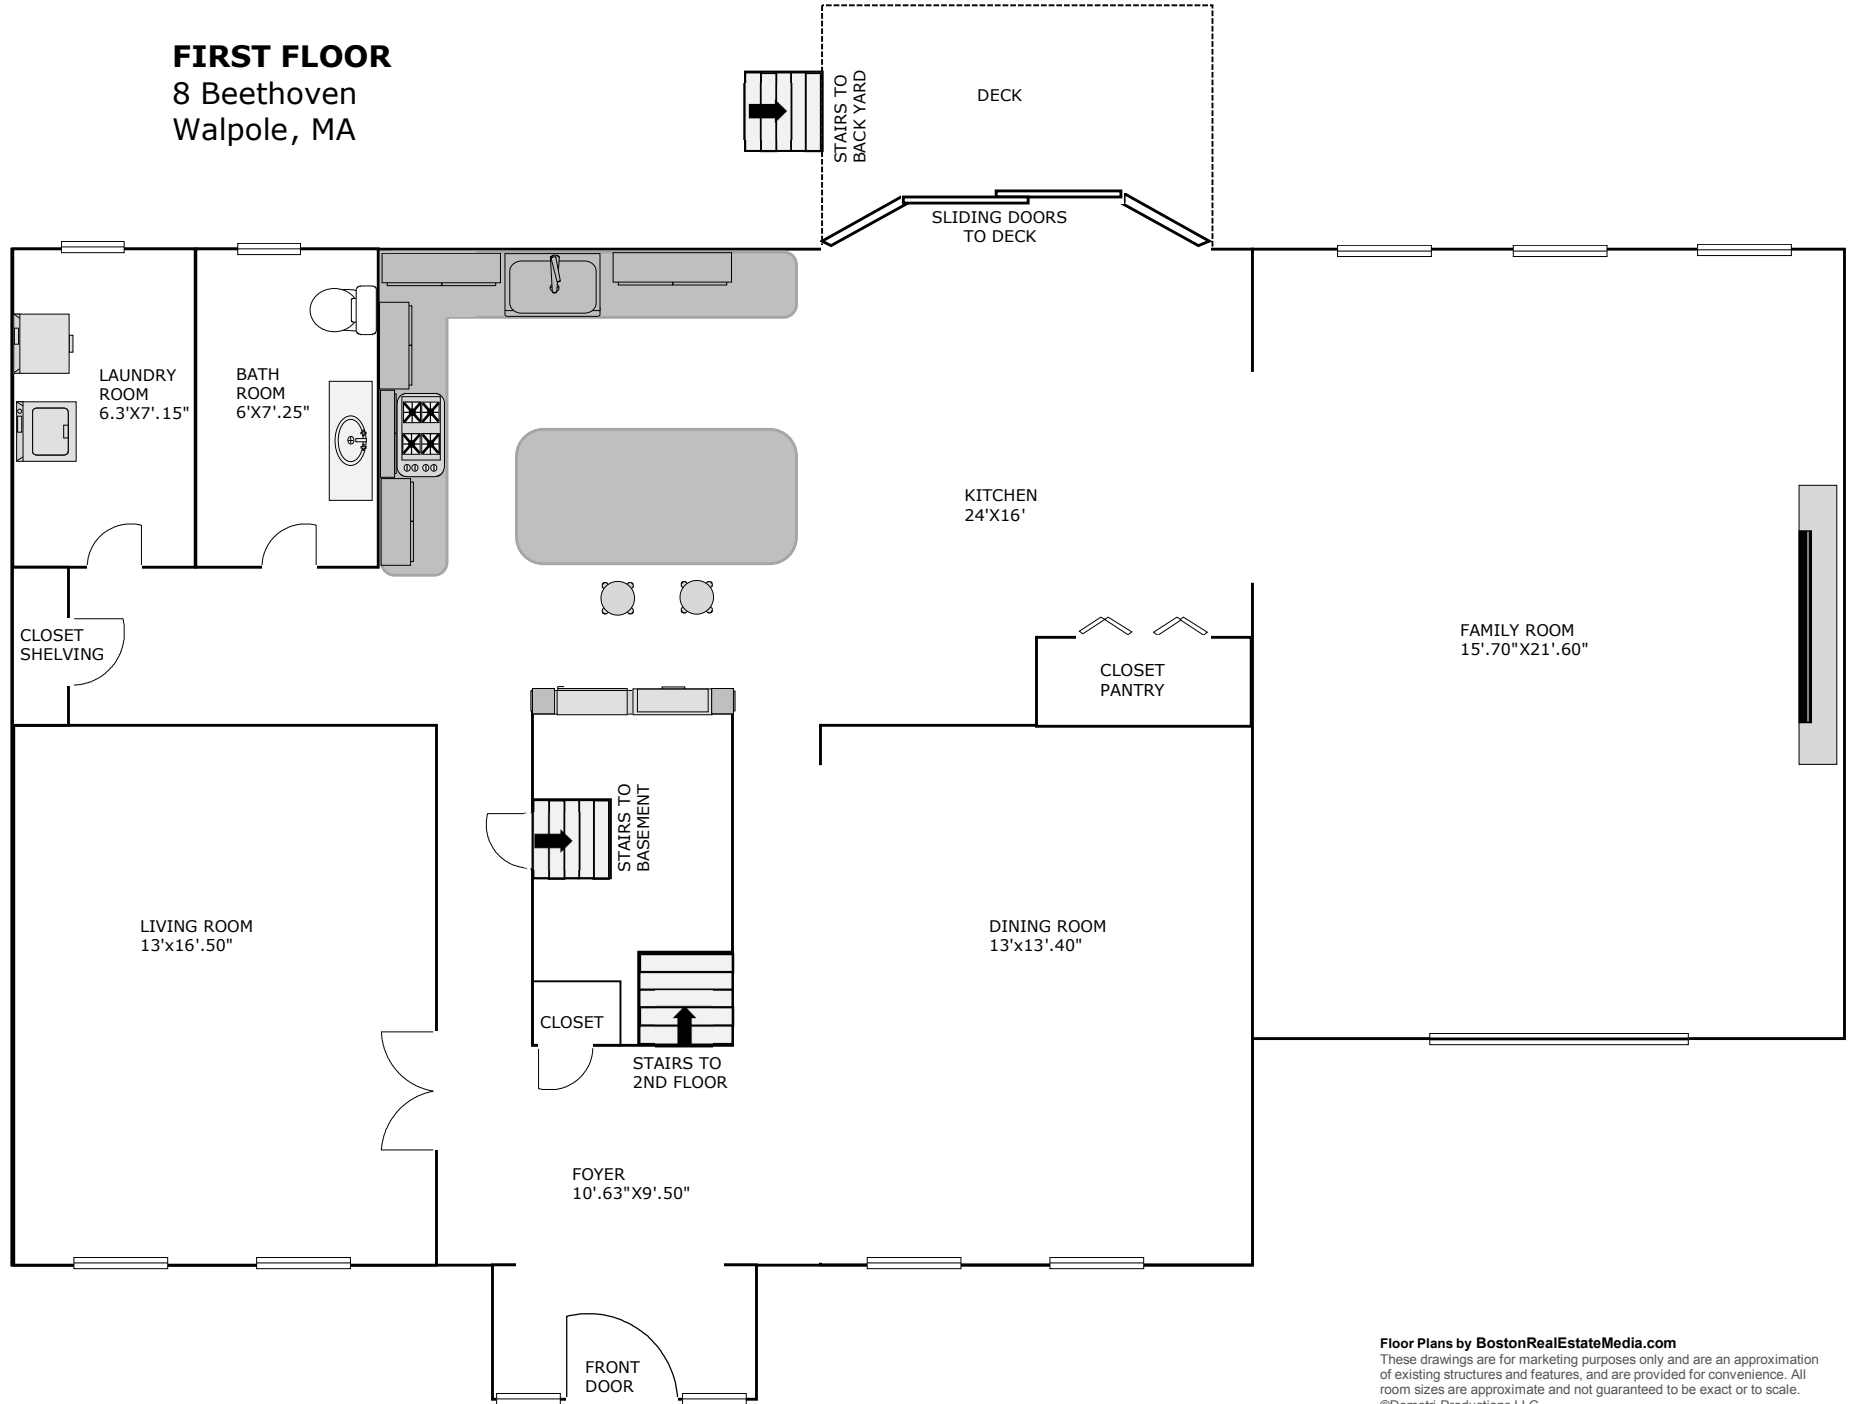 FIRST FLOOR
8 Beethoven
Walpole, MA
STAIRS TO
BACK YARD
DECK
SLIDING DOORS
TO DECK
LAUNDRY
ROOM
6.3'X7'.15"
BATH
ROOM
6'X7'.25"
KITCHEN
24'X16'
CLOSET
SHELVING
CLOSET
PANTRY
FAMILY ROOM
15'.70"X21'.60"
STAIRS TO
BASEMENT
LIVING ROOM
13'x16'.50"
DINING ROOM
13'x13'.40"
CLOSET
STAIRS TO
2ND FLOOR
FOYER
10'.63"X9'.50"
FRONT
DOOR
Floor Plans by BostonRealEstateMedia.com
These drawings are for marketing purposes only and are an approximation
of existing structures and features, and are provided for convenience. All
room sizes are approximate and not guaranteed to be exact or to scale.
©Demetri Productions LLC